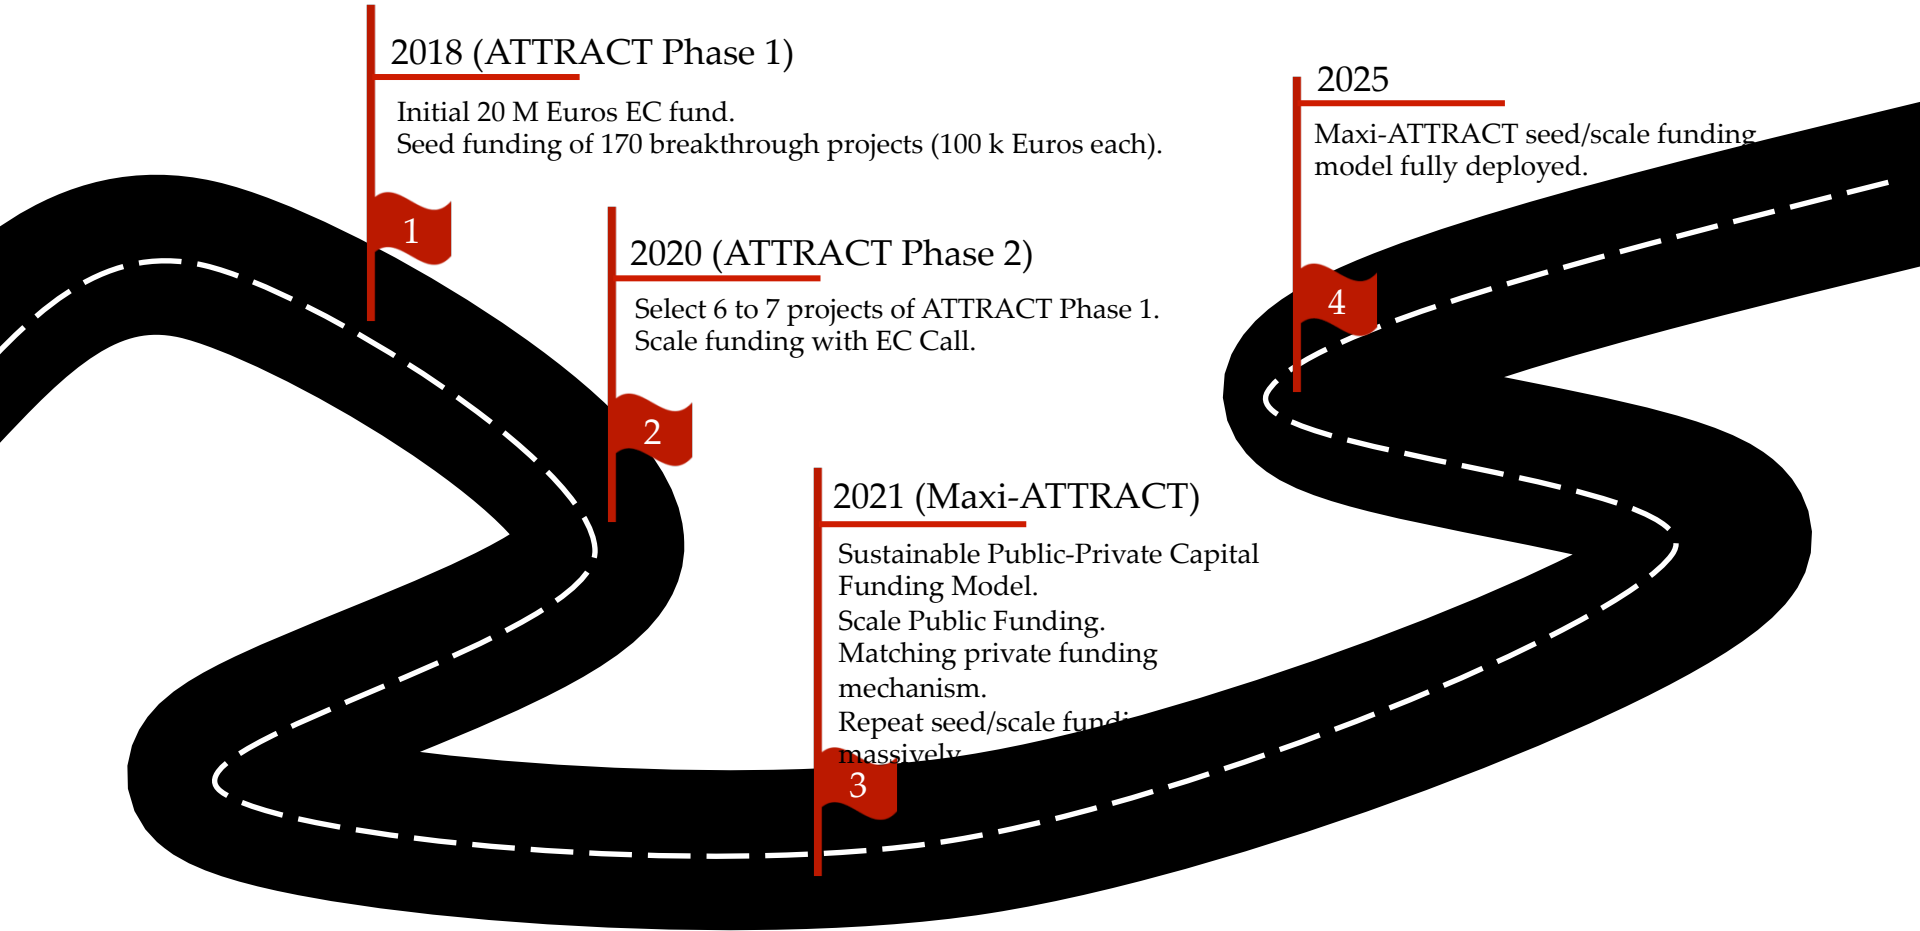 2018 (ATTRACT Phase 1)
Initial 20 M Euros EC fund.
Seed funding of 170 breakthrough projects (100 k Euros each).
1
2020 (ATTRACT Phase 2)
Select 6 to 7 projects of ATTRACT Phase 1.
Scale funding with EC Call.
2
2021 (Maxi-ATTRACT)
Sustainable Public-Private Capital
Funding Model.
Scale Public Funding.
Matching private funding
mechanism.
Repeat seed/scale funding
massively
3
2025
Maxi-ATTRACT seed/scale funding
model fully deployed.
4